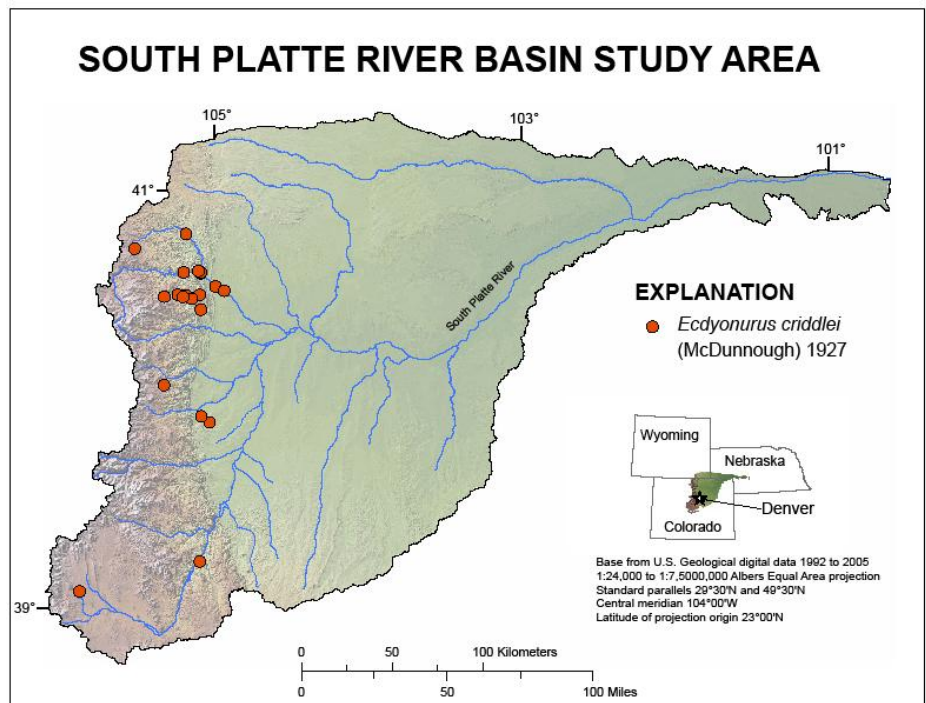 SOUTH PLATTE RIVER BASIN STUDY AREA
105°
103°
101°
41°
South Platte River
EXPLANATION
Ecdyonurus criddlei
(McDunnough) 1927
Wyoming
Nebraska
Denver
Colorado
Base from U.S. Geological digital data 1992 to 2005
1:24,000 to 1:7,5000,000 Albers Equal Area projection
Standard parallels 29°30'N and 49°30'N
Central meridian 104°00'W
Latitude of projection origin 23°00'N
39°
0 50 100 Kilometers
0 50 100 Miles